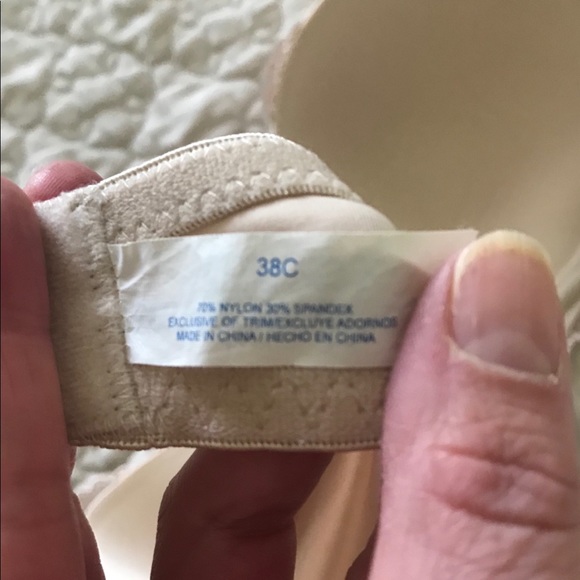 38C
70% NYLON 30% SPANDEX
EXCLUSIVE OF TRIM/EXCLUYE ADORNOS
MADE IN CHINA / HECHO EN CHINA